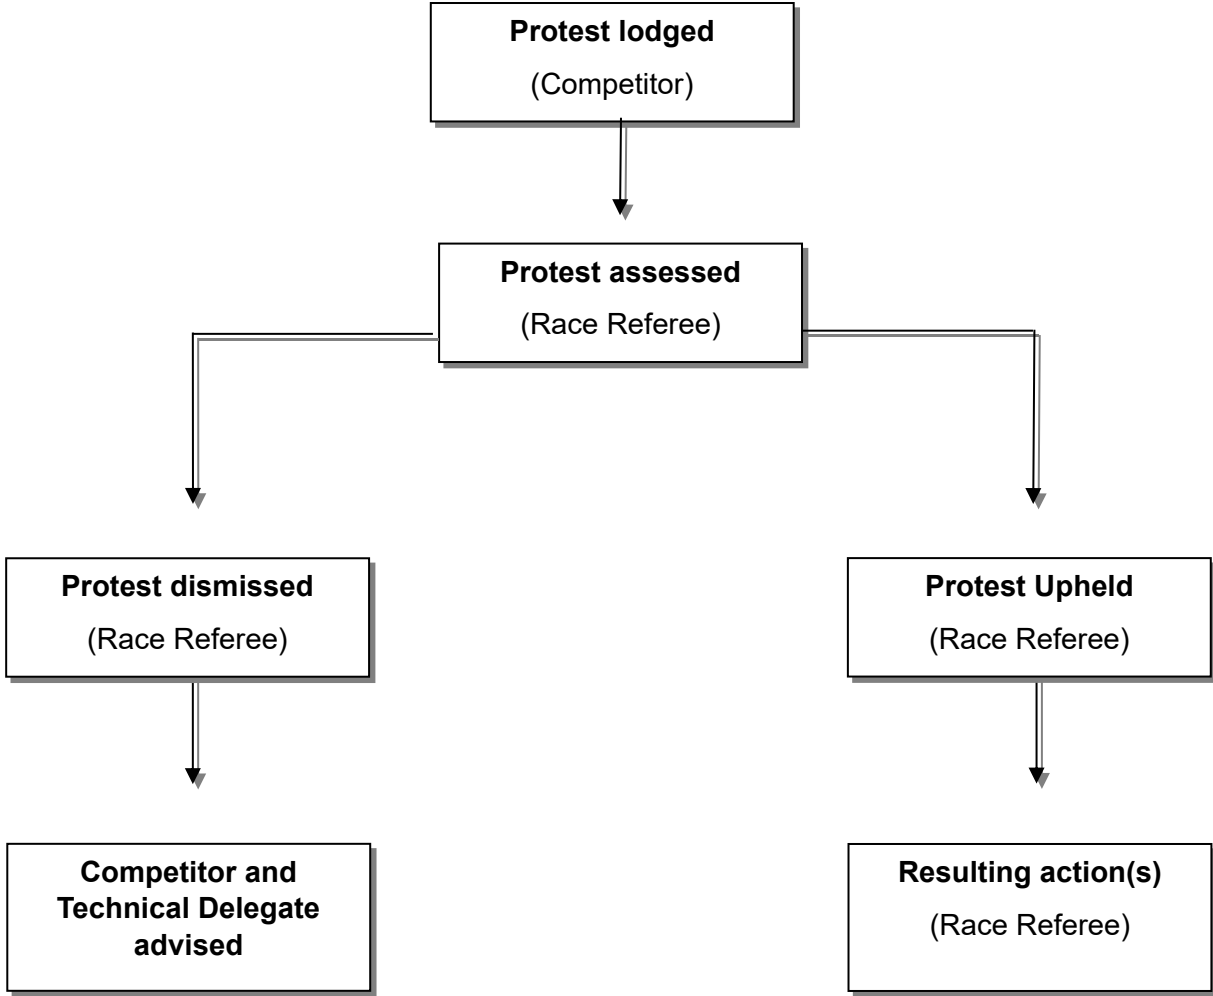 Protest lodged
(Competitor)
Protest assessed
(Race Referee)
Protest dismissed
(Race Referee)
Protest Upheld
(Race Referee)
Competitor and
Technical Delegate
advised
Resulting action(s)
(Race Referee)